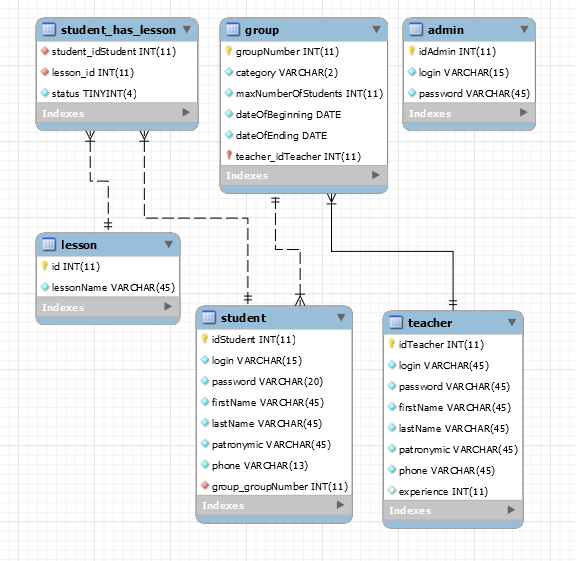 student_has_lesson
student_idStudent INT(11)
lesson_id INT(11)
status TINYINT(4)
Indexes
group
groupNumber INT(11)
category VARCHAR(2)
maxNumberOfStudents INT(11)
dateOfBeginning DATE
dateOfEnding DATE
teacher_idTeacher INT(11)
Indexes
admin
idAdmin INT(11)
login VARCHAR(15)
password VARCHAR(45)
Indexes
lesson
id INT(11)
lessonName VARCHAR(45)
Indexes
student
idStudent INT(11)
login VARCHAR(15)
password VARCHAR(20)
firstName VARCHAR(45)
lastName VARCHAR(45)
patronymic VARCHAR(45)
phone VARCHAR(13)
group_groupNumber INT(11)
Indexes
teacher
idTeacher INT(11)
login VARCHAR(45)
password VARCHAR(45)
firstName VARCHAR(45)
lastName VARCHAR(45)
patronymic VARCHAR(45)
phone VARCHAR(45)
experience INT(11)
Indexes